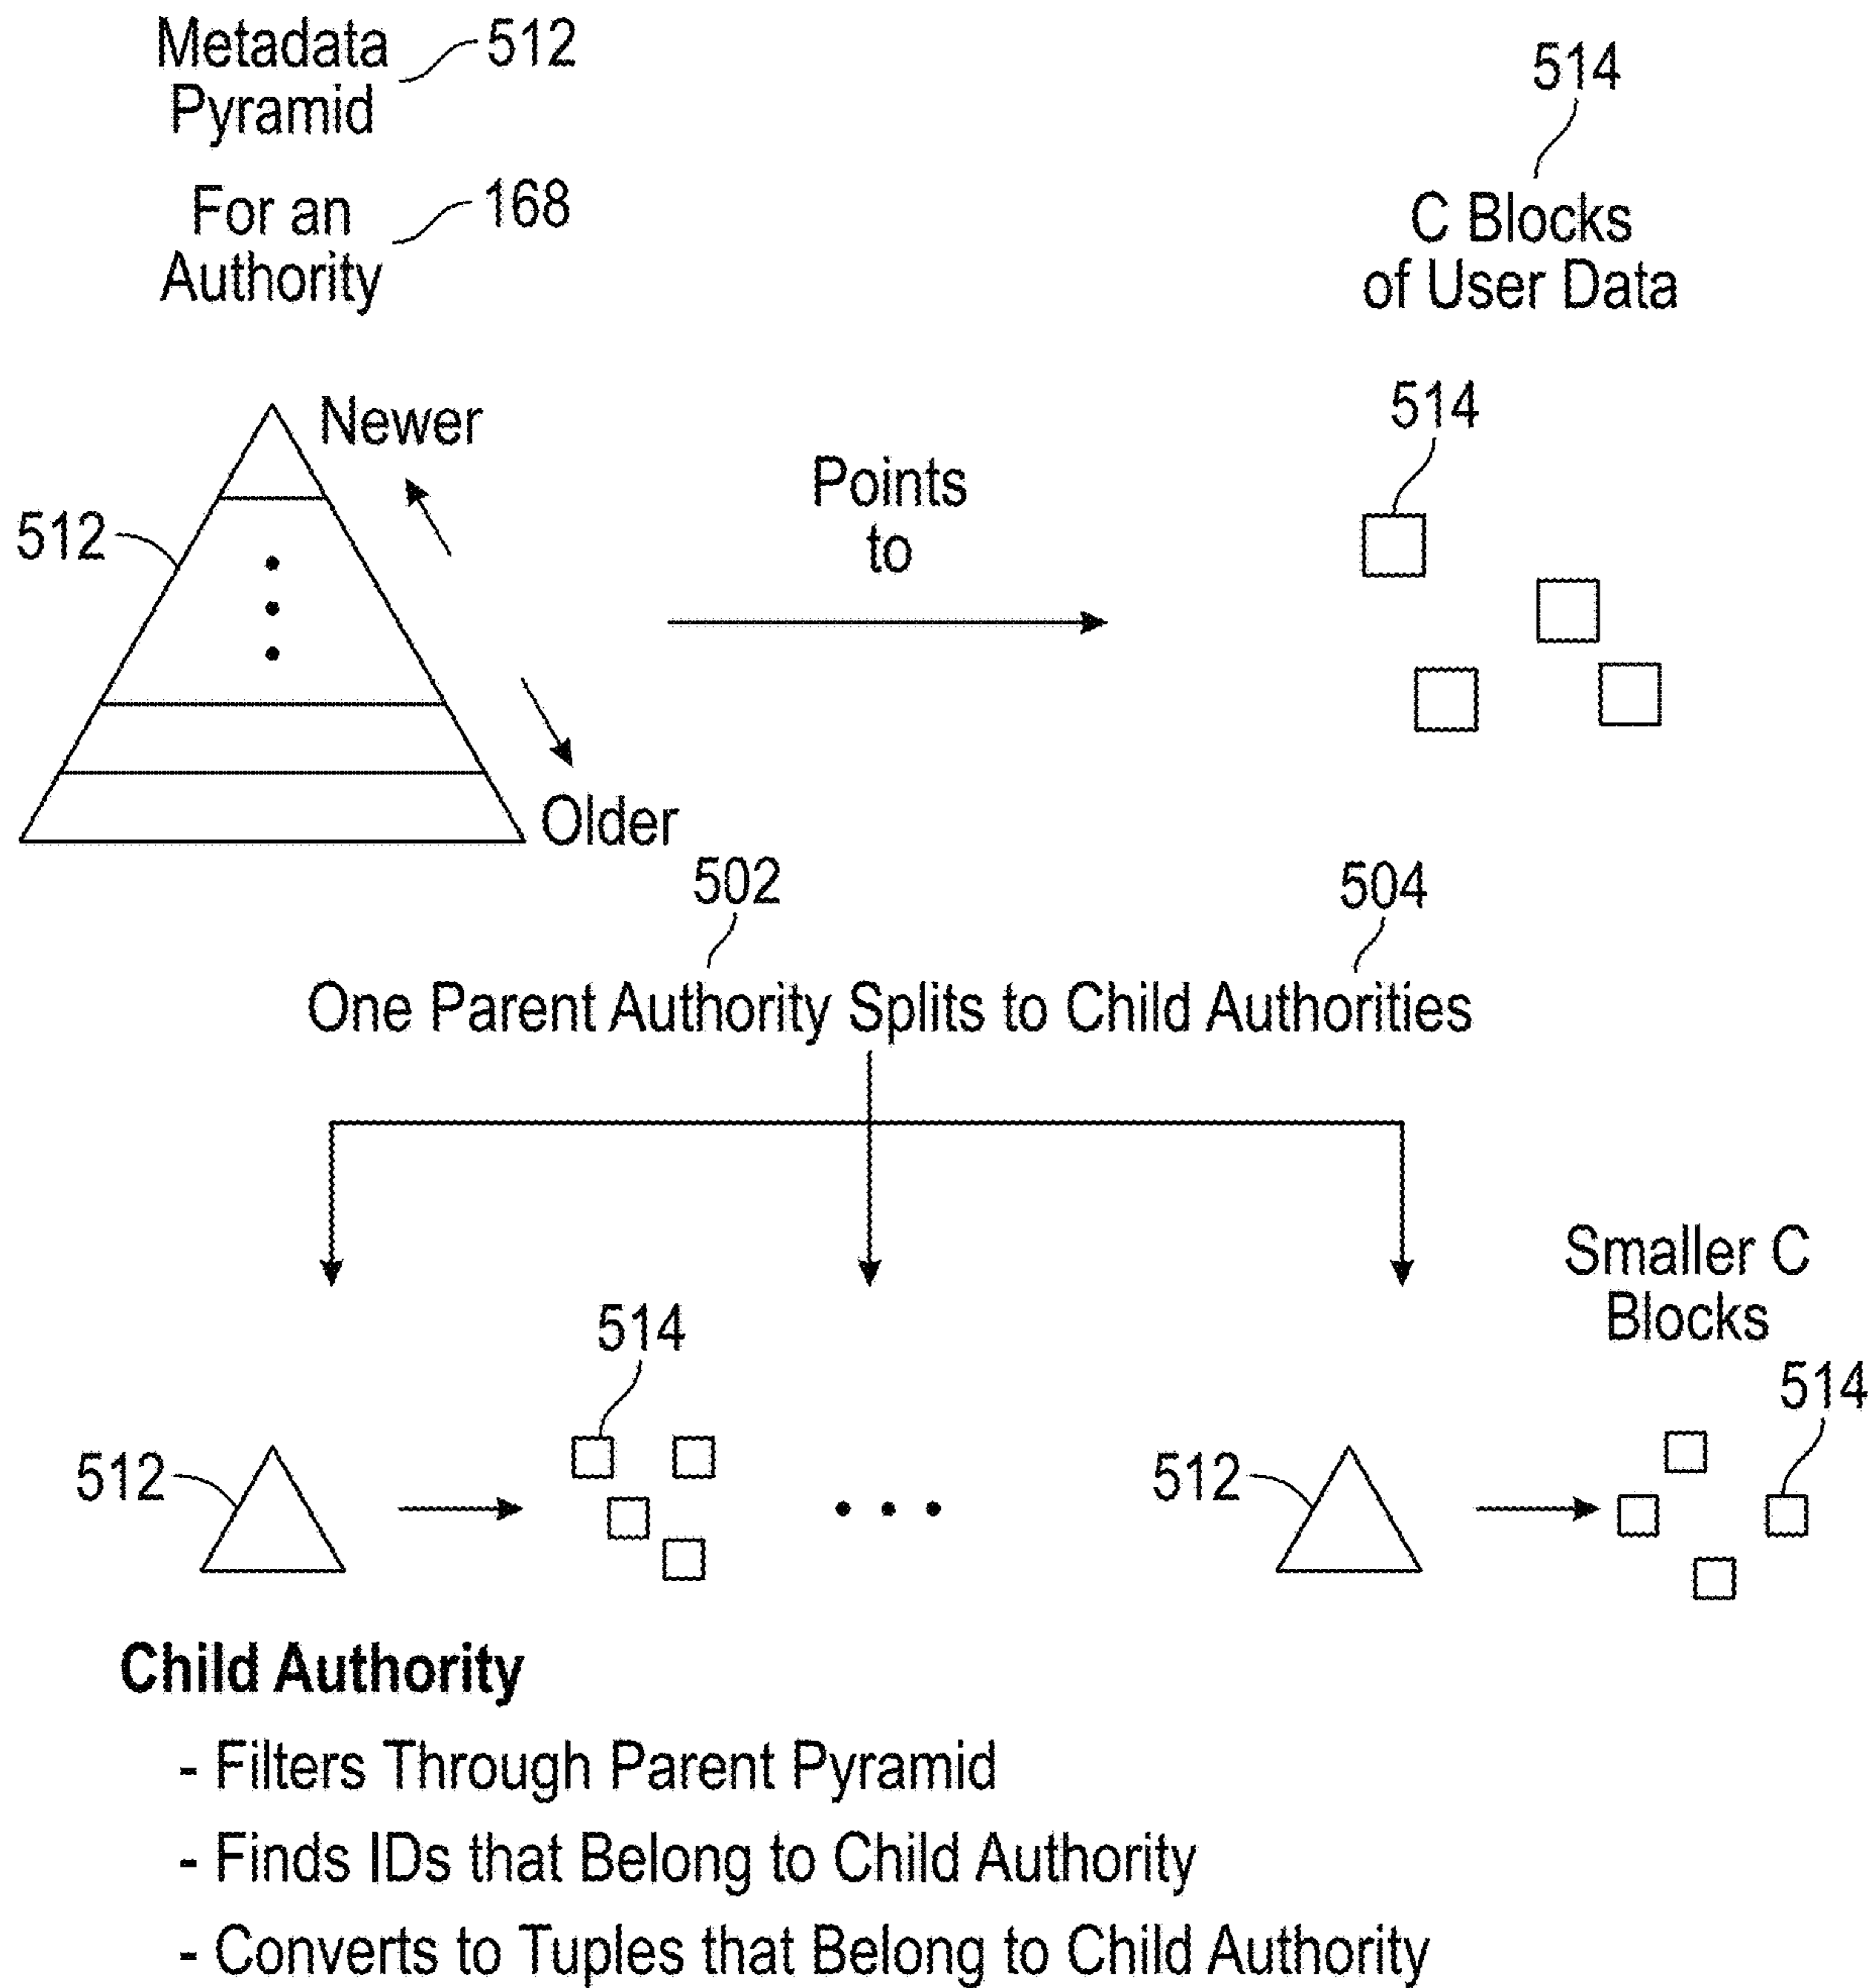 Metadata
Pyramid
512
For an
Authority
168
514
C Blocks
of User Data
Newer
512
Points
to
514
Older
502
504
One Parent Authority Splits to Child Authorities
Smaller C
Blocks
514
514
512
512
Child Authority
- Filters Through Parent Pyramid
- Finds IDs that Belong to Child Authority
- Converts to Tuples that Belong to Child Authority